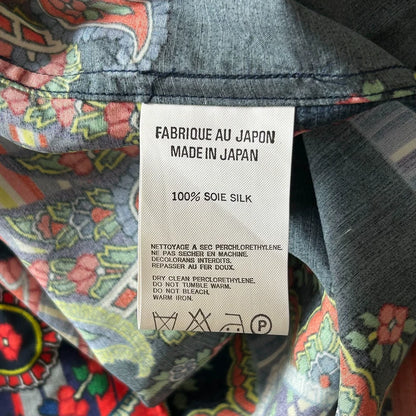 FABRIQUE AU JAPON
MADE IN JAPAN
100% SOIE SILK
NETTOYAGE A SEC PERCHLORETHYLENE.
NE PAS SECHER EN MACHINE.
DECOLORANS INTERDITS.
REPASSER AU FER DOUX.
DRY CLEAN PERCLORETHYLENE.
DO NOT TUMBLE WARM.
DO NOT BLEACH.
WARM IRON.
P